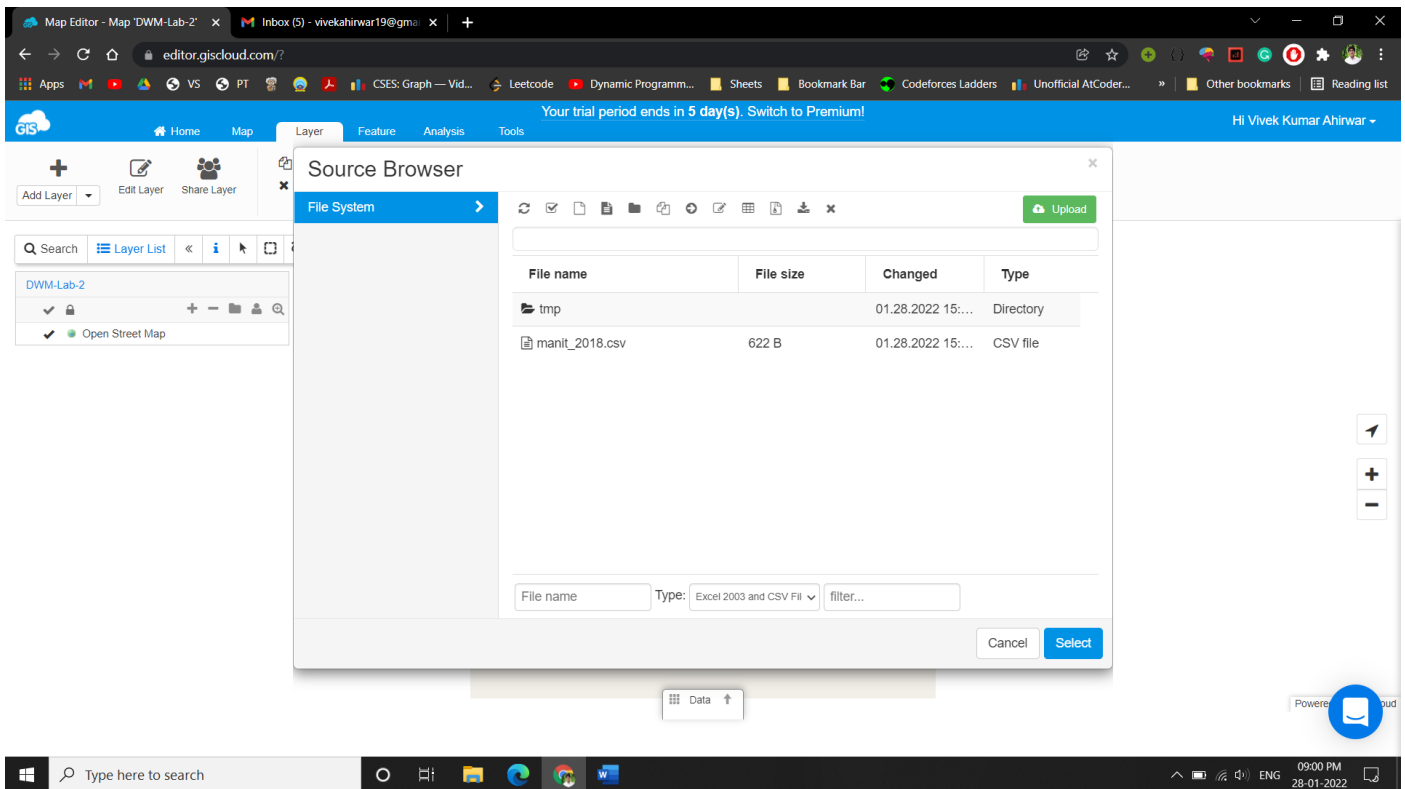 Map Editor - Map 'DWM-Lab-2'
Inbox (5) - vivekahirwar19@gmai
editor.giscloud.com/?
Apps VS PT CSES: Graph — Vid... Leetcode Dynamic Programm... Sheets Bookmark Bar Codeforces Ladders Unofficial AtCoder... » Other bookmarks Reading list
Your trial period ends in 5 day(s). Switch to Premium!
GIS Home Map Layer Feature Analysis Tools Hi Vivek Kumar Ahirwar
Add Layer Edit Layer Share Layer
Source Browser
File System Upload
Search Layer List
File name File size Changed Type
DWM-Lab-2
tmp 01.28.2022 15:... Directory
Open Street Map
manit_2018.csv 622 B 01.28.2022 15:... CSV file
File name Type: Excel 2003 and CSV Fil filter...
Cancel Select
Data
Powere oud
Type here to search ENG 09:00 PM
28-01-2022